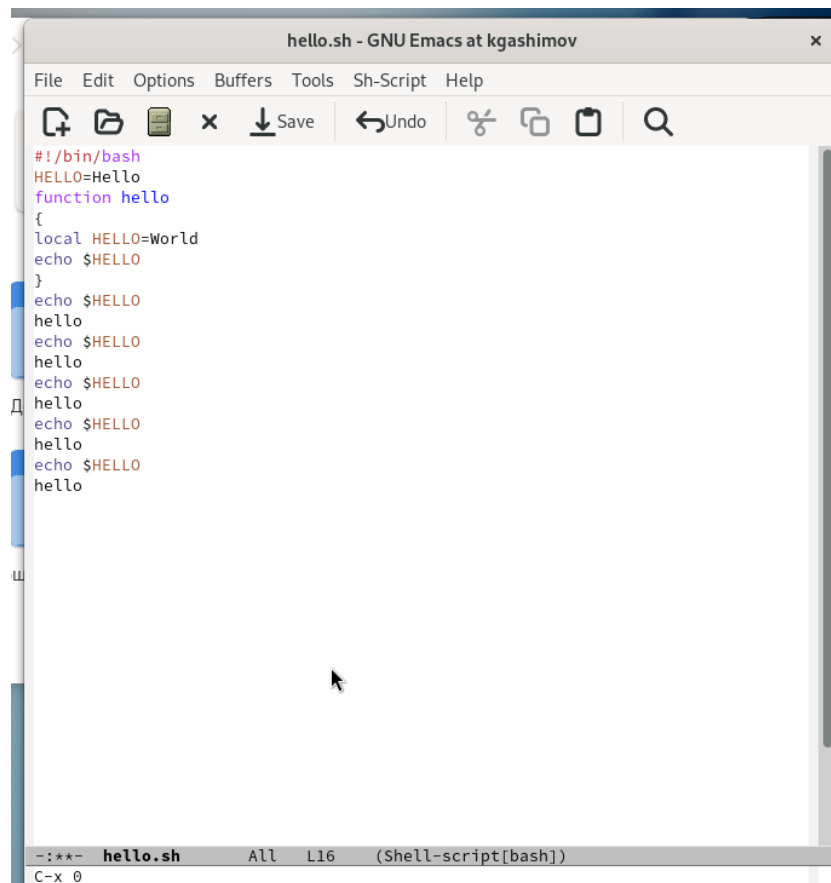 hello.sh - GNU Emacs at kgashimov
File Edit Options Buffers Tools Sh-Script Help
Save Undo
#!/bin/bash
HELLO=Hello
function hello
{
local HELLO=World
echo $HELLO
}
echo $HELLO
hello
echo $HELLO
hello
echo $HELLO
hello
echo $HELLO
hello
echo $HELLO
hello
-:**- hello.sh All L16 (Shell-script[bash])
C-x 0